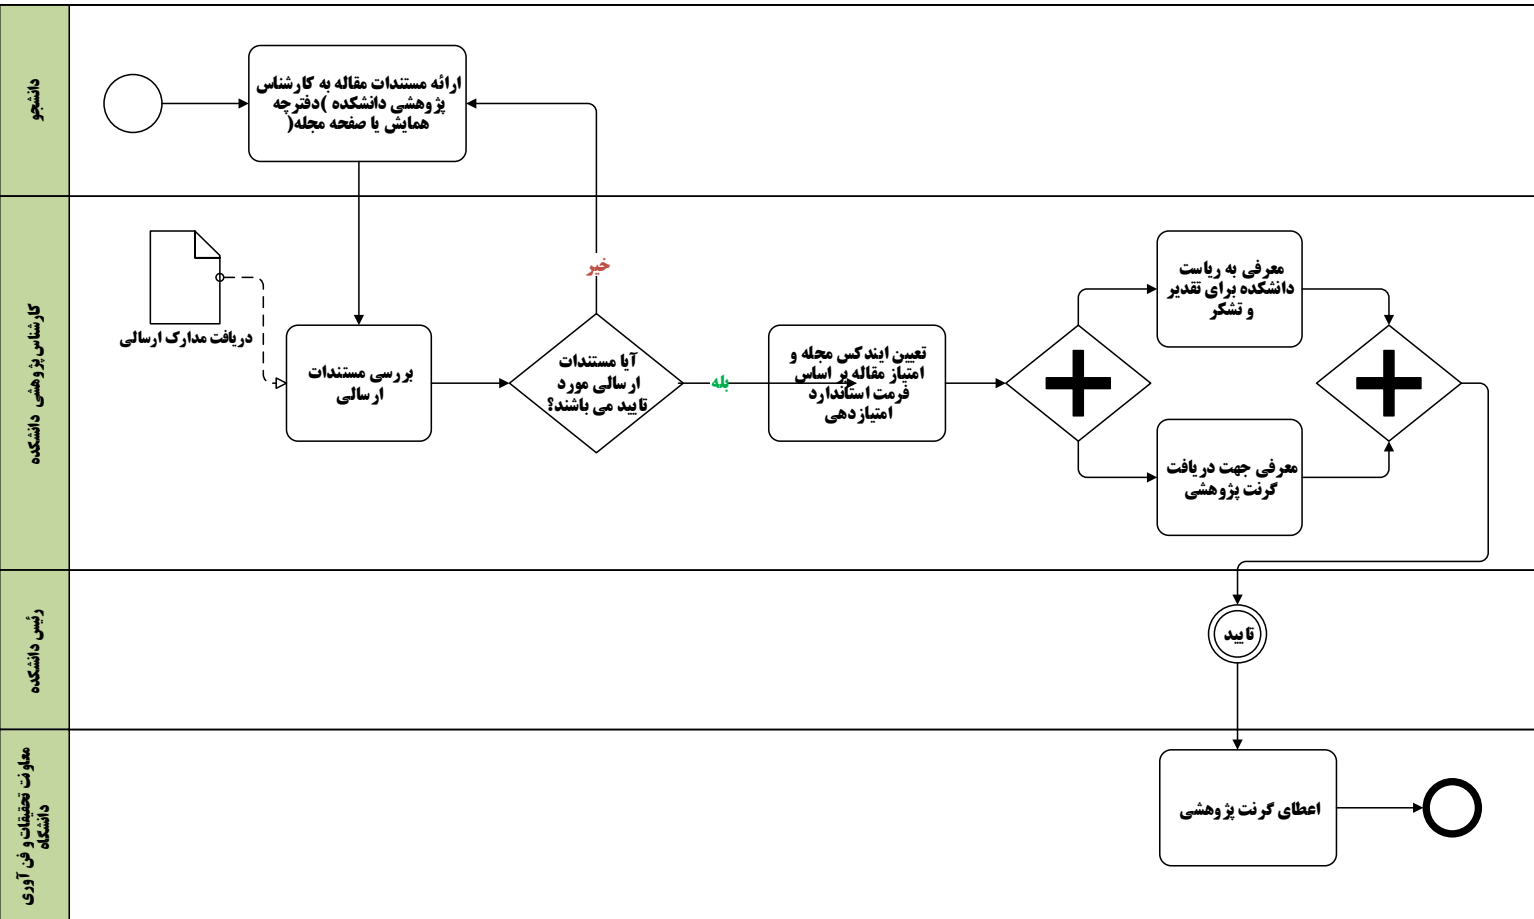 دانشجو
ارائه مستندات مقاله به کارشناس
پژوهشی دانشکده )دفترچه
همایش یا صفحه مجله(
کارشناس پژوهشی دانشکده
دریافت مدارک ارسالی
بررسی مستندات
ارسالی
خیر
آیا مستندات
ارسالی مورد
تایید می باشند؟
بله
تعیین ایندکس مجله و
امتیاز مقاله بر اساس
فرمت استاندارد
امتیازدهی
معرفی به ریاست
دانشکده برای تقدیر
و تشکر
معرفی جهت دریافت
گرنت پژوهشی
رئیس دانشکده
تایید
معاونت تحقیقات و فن آوری
دانشگاه
اعطای گرنت پژوهشی